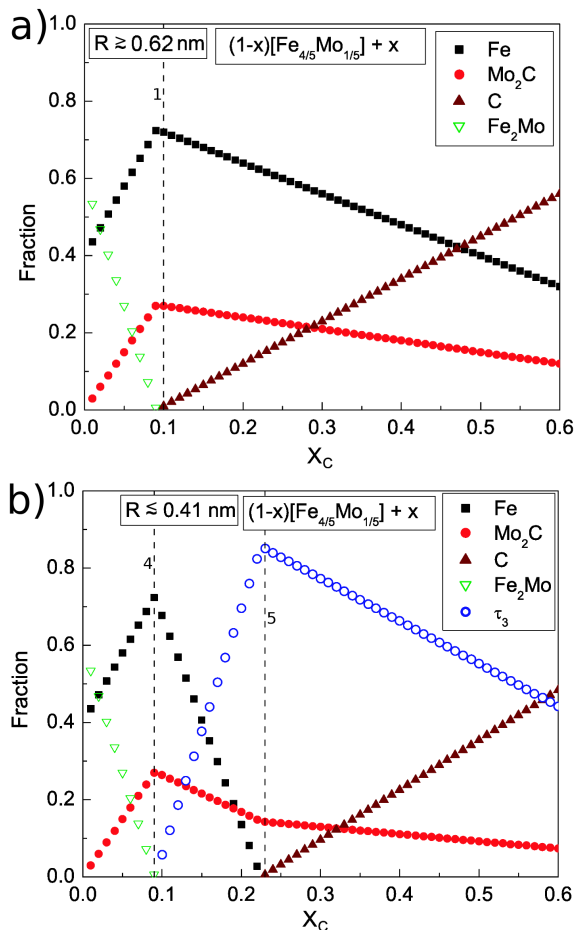 a)
R ≳ 0.62 nm
(1-x)[Fe4/5Mo1/5] + x
1.0
Fe
Mo2C
C
Fe2Mo
1
0.8
0.6
0.4
0.2
0.0
Fraction
0.0 0.1 0.2 0.3 0.4 0.5 0.6
XC
b)
R ≲ 0.41 nm
(1-x)[Fe4/5Mo1/5] + x
1.0
Fe
Mo2C
C
Fe2Mo
τ3
4
5
0.8
0.6
0.4
0.2
0.0
Fraction
0.0 0.1 0.2 0.3 0.4 0.5 0.6
XC